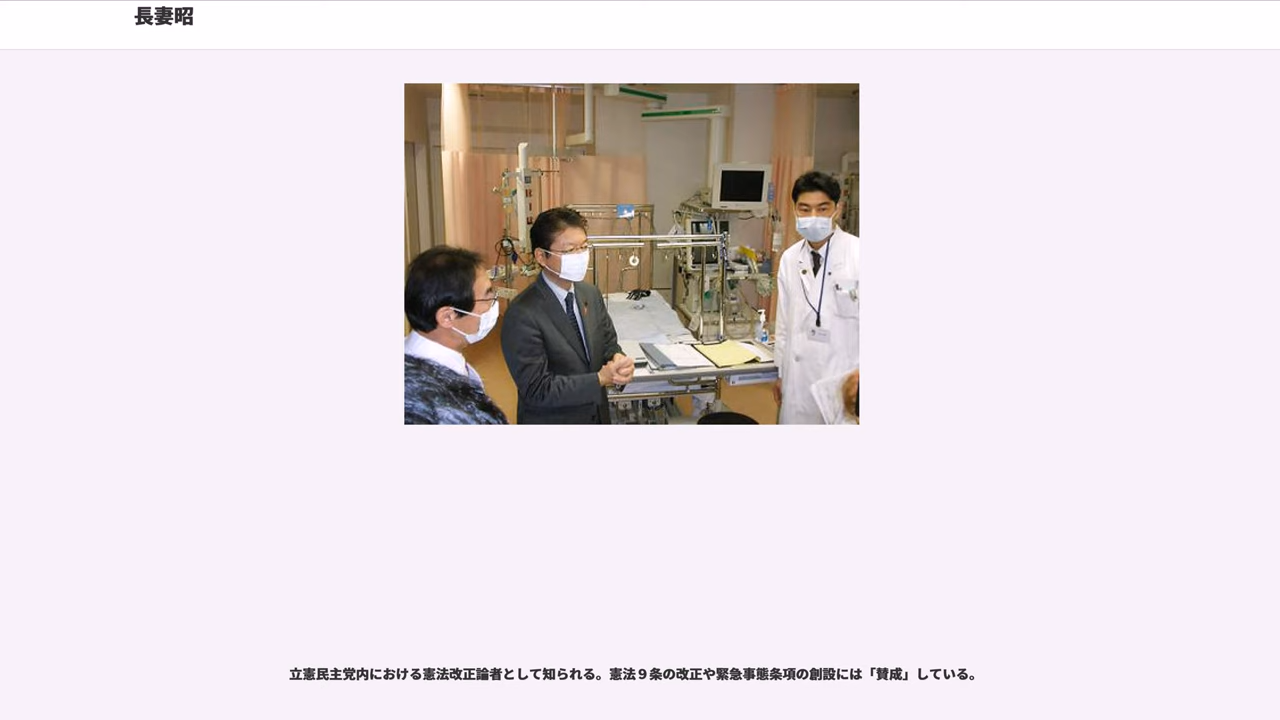 長妻昭
立憲民主党内における憲法改正論者として知られる。憲法９条の改正や緊急事態条項の創設には「賛成」している。